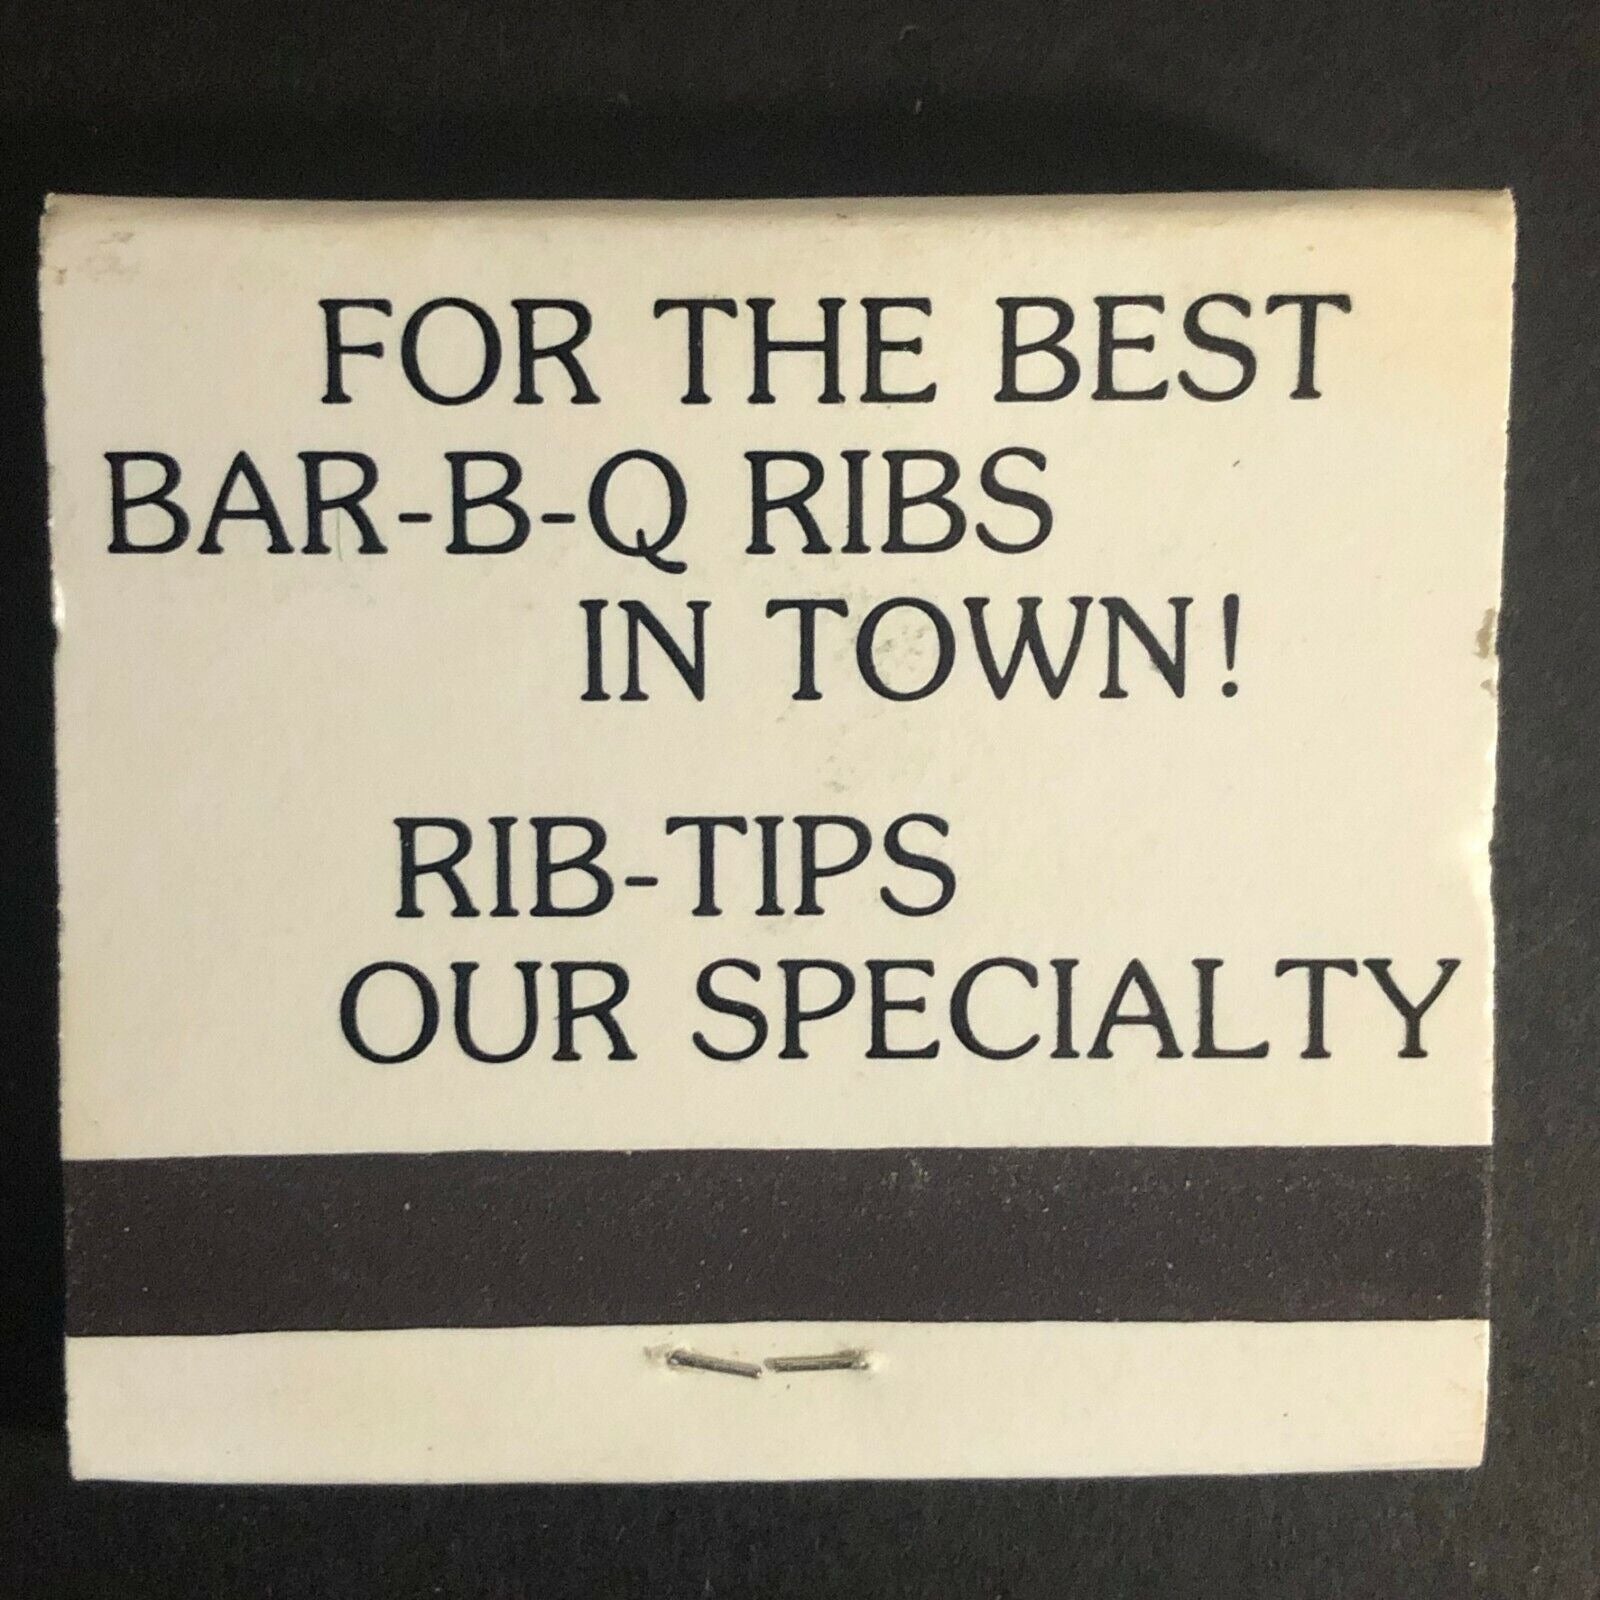 FOR THE BEST
BAR-B-Q RIBS
IN TOWN!
RIB-TIPS
OUR SPECIALTY